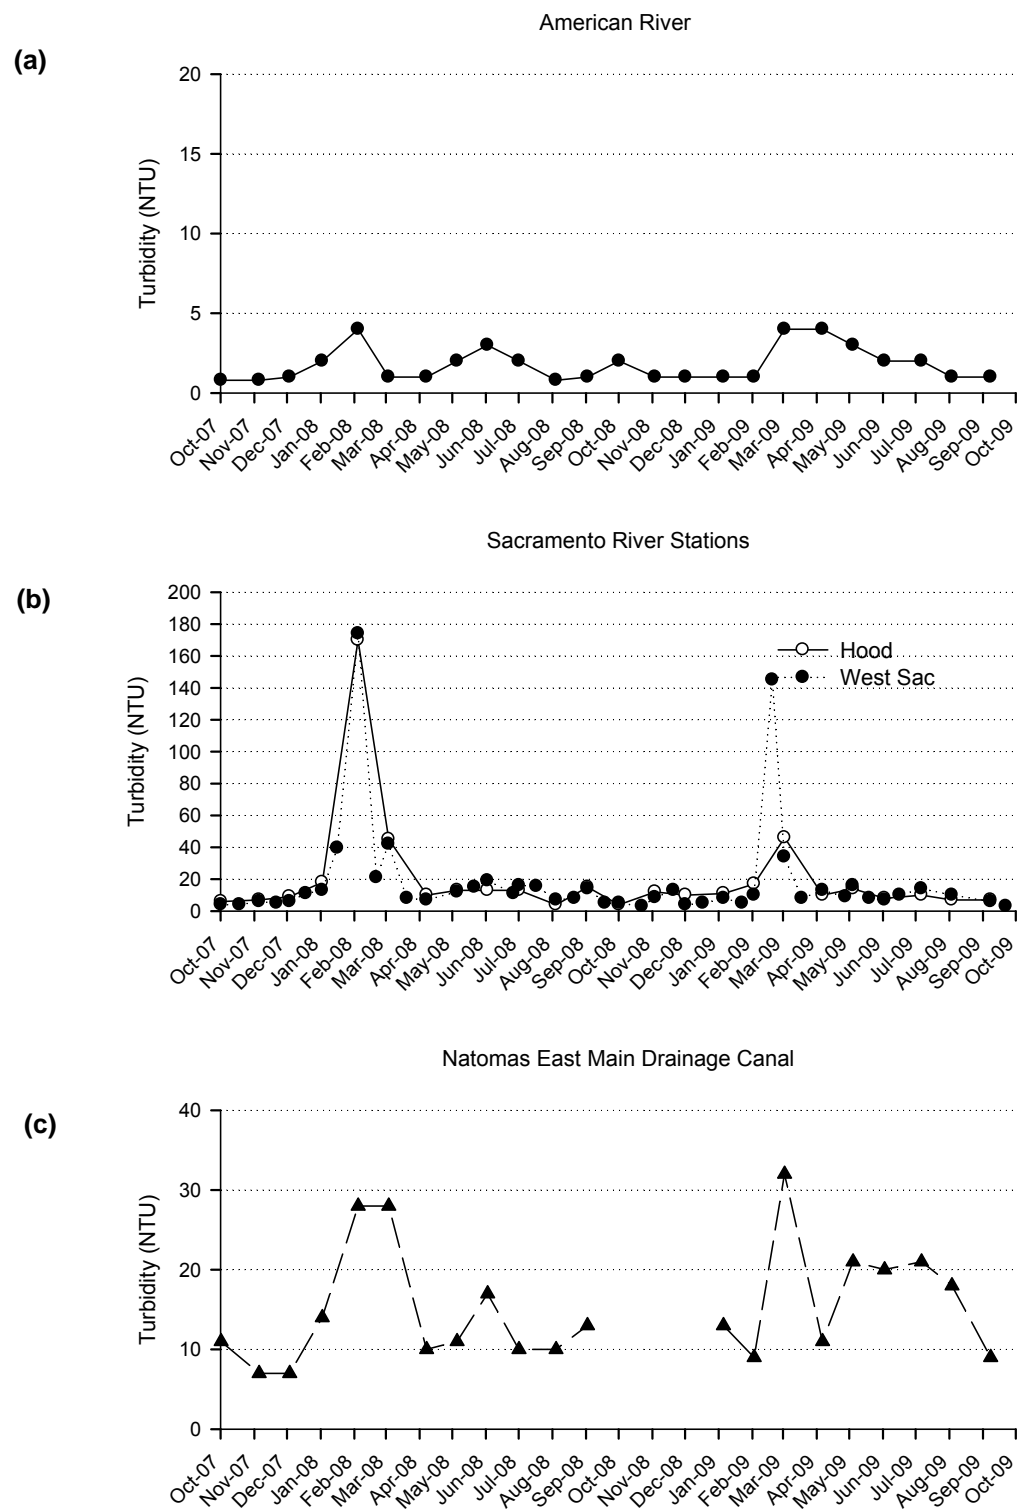 American River
(a)
20
15
10
5
0
Turbidity (NTU)
Oct-07 Nov-07 Dec-07 Jan-08 Feb-08 Mar-08 Apr-08 May-08 Jun-08 Jul-08 Aug-08 Sep-08 Oct-08 Nov-08 Dec-08 Jan-09 Feb-09 Mar-09 Apr-09 May-09 Jun-09 Jul-09 Aug-09 Sep-09 Oct-09
Sacramento River Stations
(b)
200
180
160
140
120
100
80
60
40
20
0
Turbidity (NTU)
Hood
West Sac
Oct-07 Nov-07 Dec-07 Jan-08 Feb-08 Mar-08 Apr-08 May-08 Jun-08 Jul-08 Aug-08 Sep-08 Oct-08 Nov-08 Dec-08 Jan-09 Feb-09 Mar-09 Apr-09 May-09 Jun-09 Jul-09 Aug-09 Sep-09 Oct-09
Natomas East Main Drainage Canal
(c)
40
30
20
10
0
Turbidity (NTU)
Oct-07 Nov-07 Dec-07 Jan-08 Feb-08 Mar-08 Apr-08 May-08 Jun-08 Jul-08 Aug-08 Sep-08 Oct-08 Nov-08 Dec-08 Jan-09 Feb-09 Mar-09 Apr-09 May-09 Jun-09 Jul-09 Aug-09 Sep-09 Oct-09